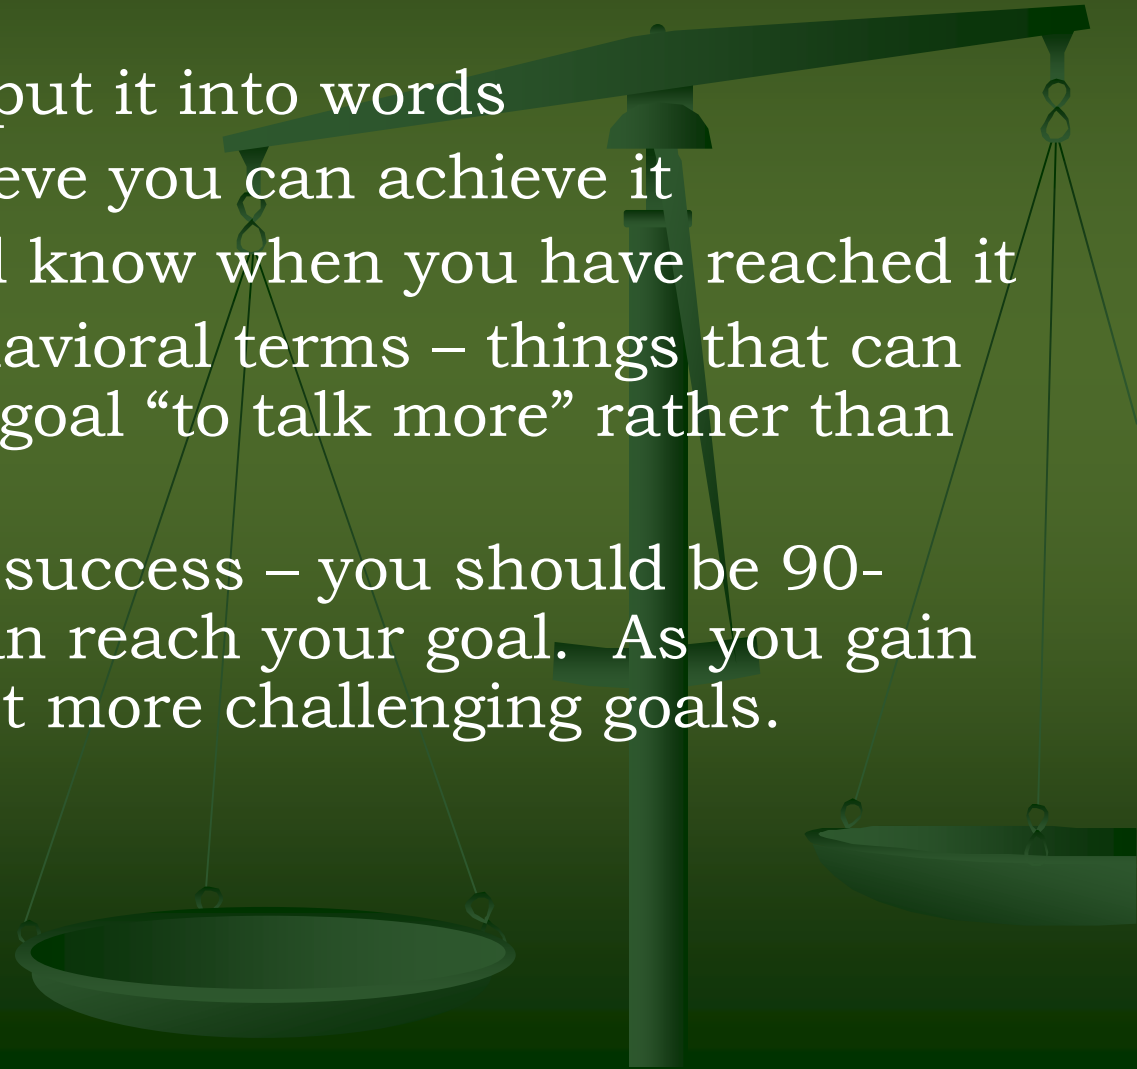 put it into words
eve you can achieve it
know when you have reached it
avioral terms – things that can
goal “to talk more” rather than
success – you should be 90-
n reach your goal.  As you gain
t more challenging goals.